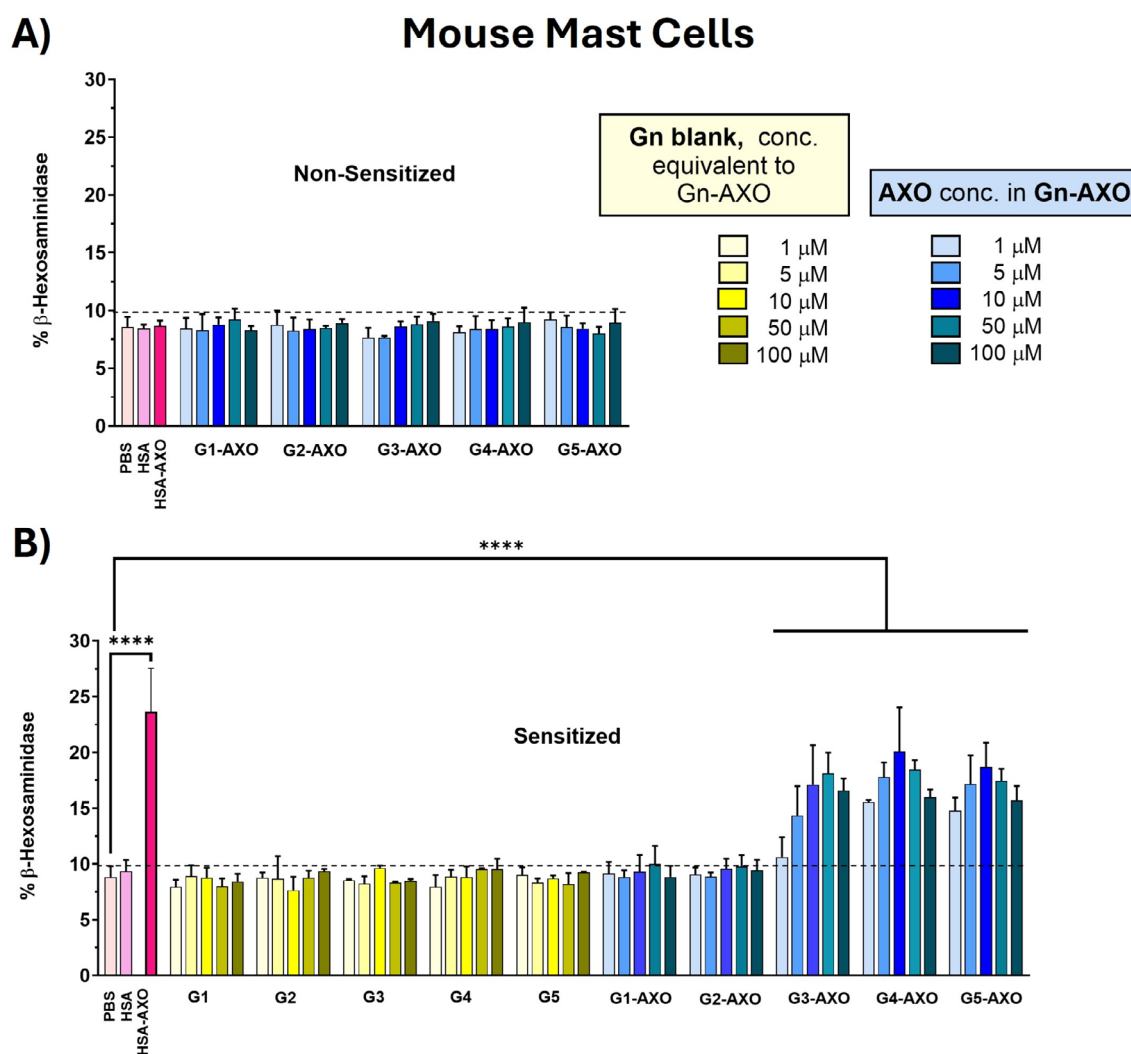 A)
Mouse Mast Cells
30
25
20
15
10
5
0
% β-Hexosaminidase
Non-Sensitized
PBS
HSA
HSA-AXO
G1-AXO
G2-AXO
G3-AXO
G4-AXO
G5-AXO
Gn blank, conc.
equivalent to
Gn-AXO
1 μM
5 μM
10 μM
50 μM
100 μM
AXO conc. in Gn-AXO
1 μM
5 μM
10 μM
50 μM
100 μM
B)
****
****
30
25
20
15
10
5
0
% β-Hexosaminidase
Sensitized
PBS
HSA
HSA-AXO
G1
G2
G3
G4
G5
G1-AXO
G2-AXO
G3-AXO
G4-AXO
G5-AXO